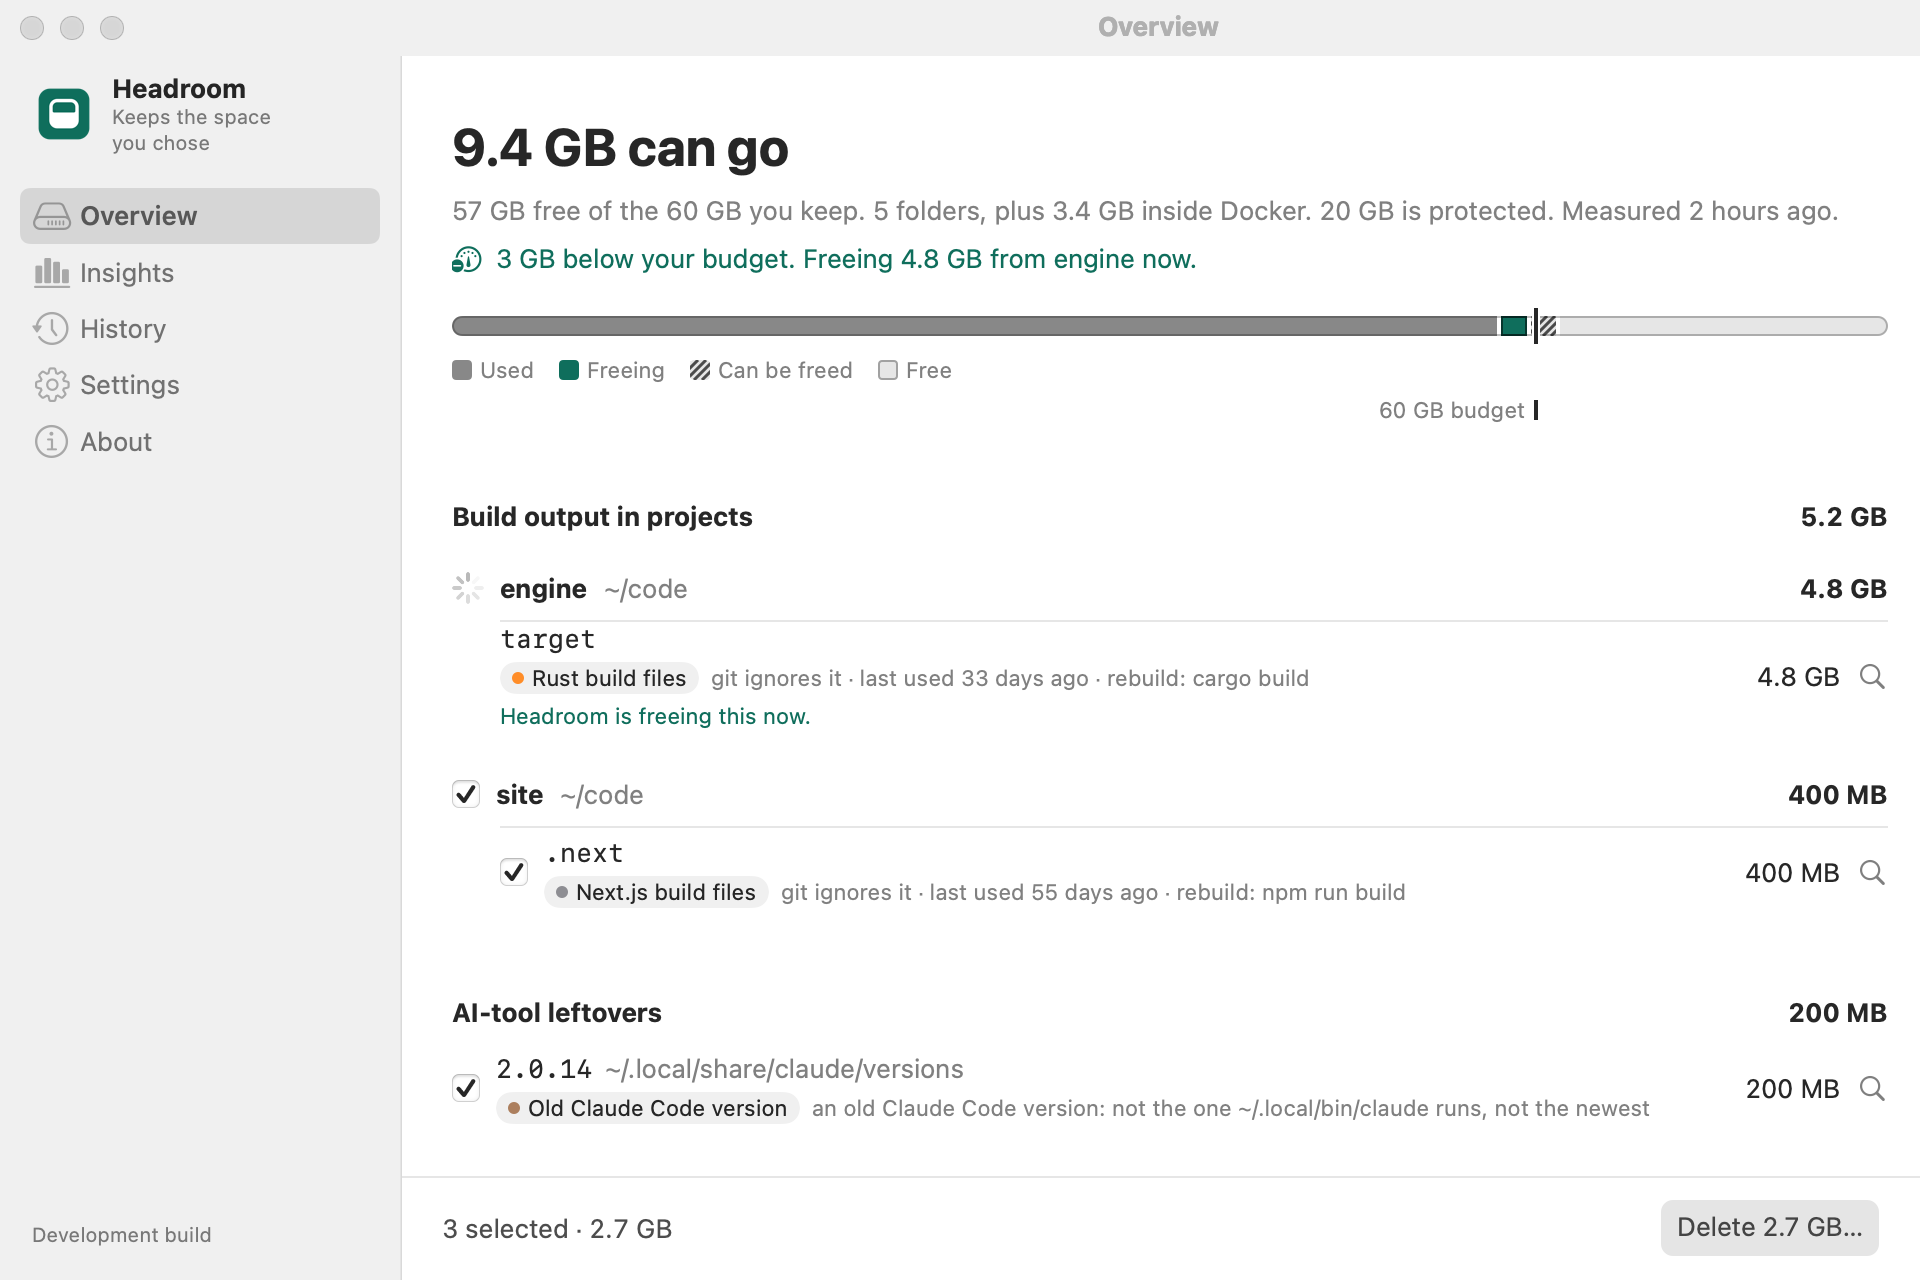 Overview
Headroom
Keeps the space
you chose
Overview
Insights
History
Settings
About
Development build
9.4 GB can go
57 GB free of the 60 GB you keep. 5 folders, plus 3.4 GB inside Docker. 20 GB is protected. Measured 2 hours ago.
3 GB below your budget. Freeing 4.8 GB from engine now.
Used
Freeing
Can be freed
Free
60 GB budget
Build output in projects 5.2 GB
engine ~/code 4.8 GB
target
Rust build files git ignores it · last used 33 days ago · rebuild: cargo build 4.8 GB
Headroom is freeing this now.
site ~/code 400 MB
.next
Next.js build files git ignores it · last used 55 days ago · rebuild: npm run build 400 MB
AI-tool leftovers 200 MB
2.0.14 ~/.local/share/claude/versions
Old Claude Code version an old Claude Code version: not the one ~/.local/bin/claude runs, not the newest 200 MB
3 selected · 2.7 GB
Delete 2.7 GB...